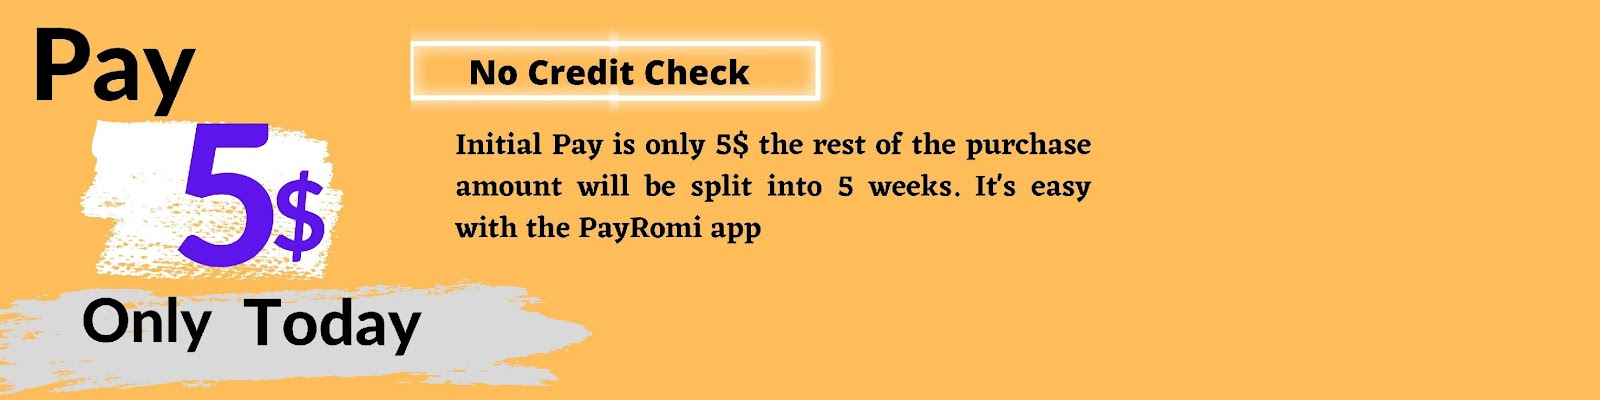 Pay
5$
Only Today
No Credit Check
Initial Pay is only 5$ the rest of the purchase
amount will be split into 5 weeks. It's easy
with the PayRomi app